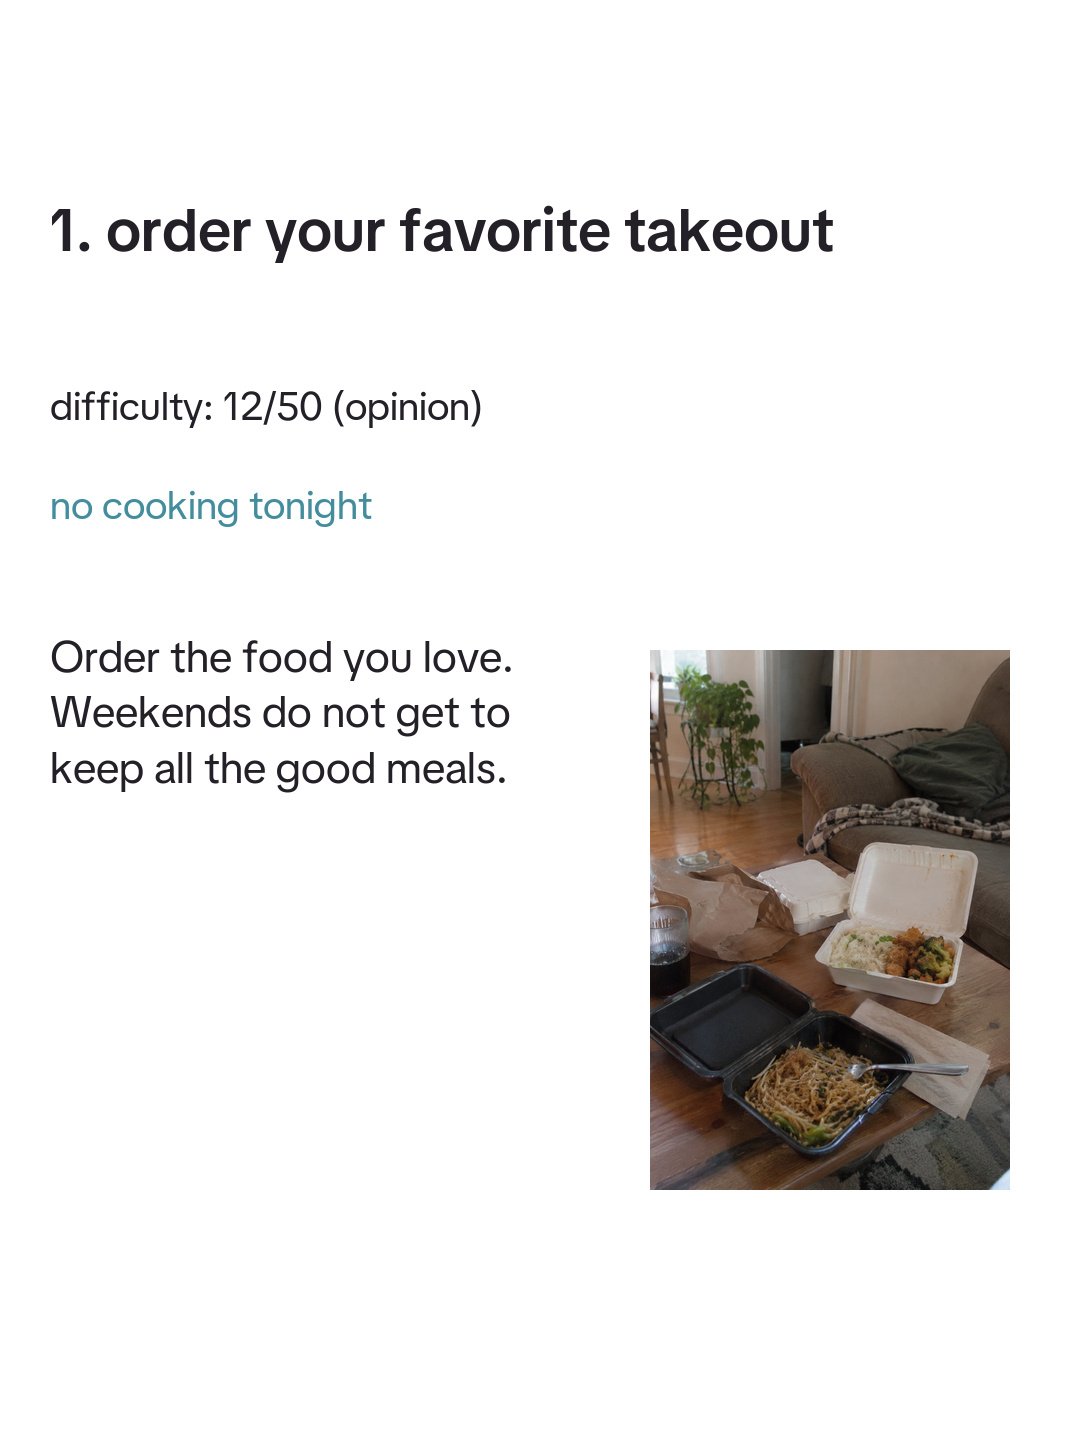 1. order your favorite takeout
difficulty: 12/50 (opinion)
no cooking tonight
Order the food you love.
Weekends do not get to
keep all the good meals.